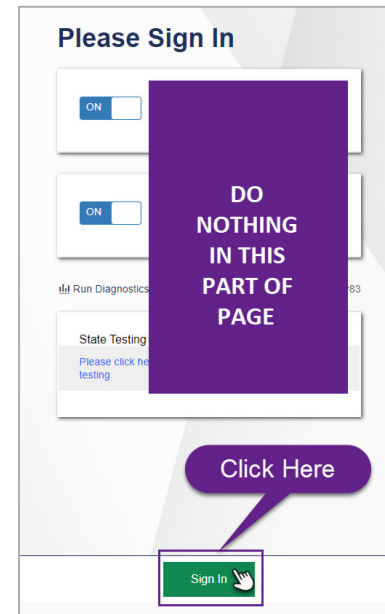 Please Sign In
ON
ON
DO
NOTHING
IN THIS
PART OF
PAGE
Run Diagnostics
v83
State Testing
Please click he
testing
Click Here
Sign In